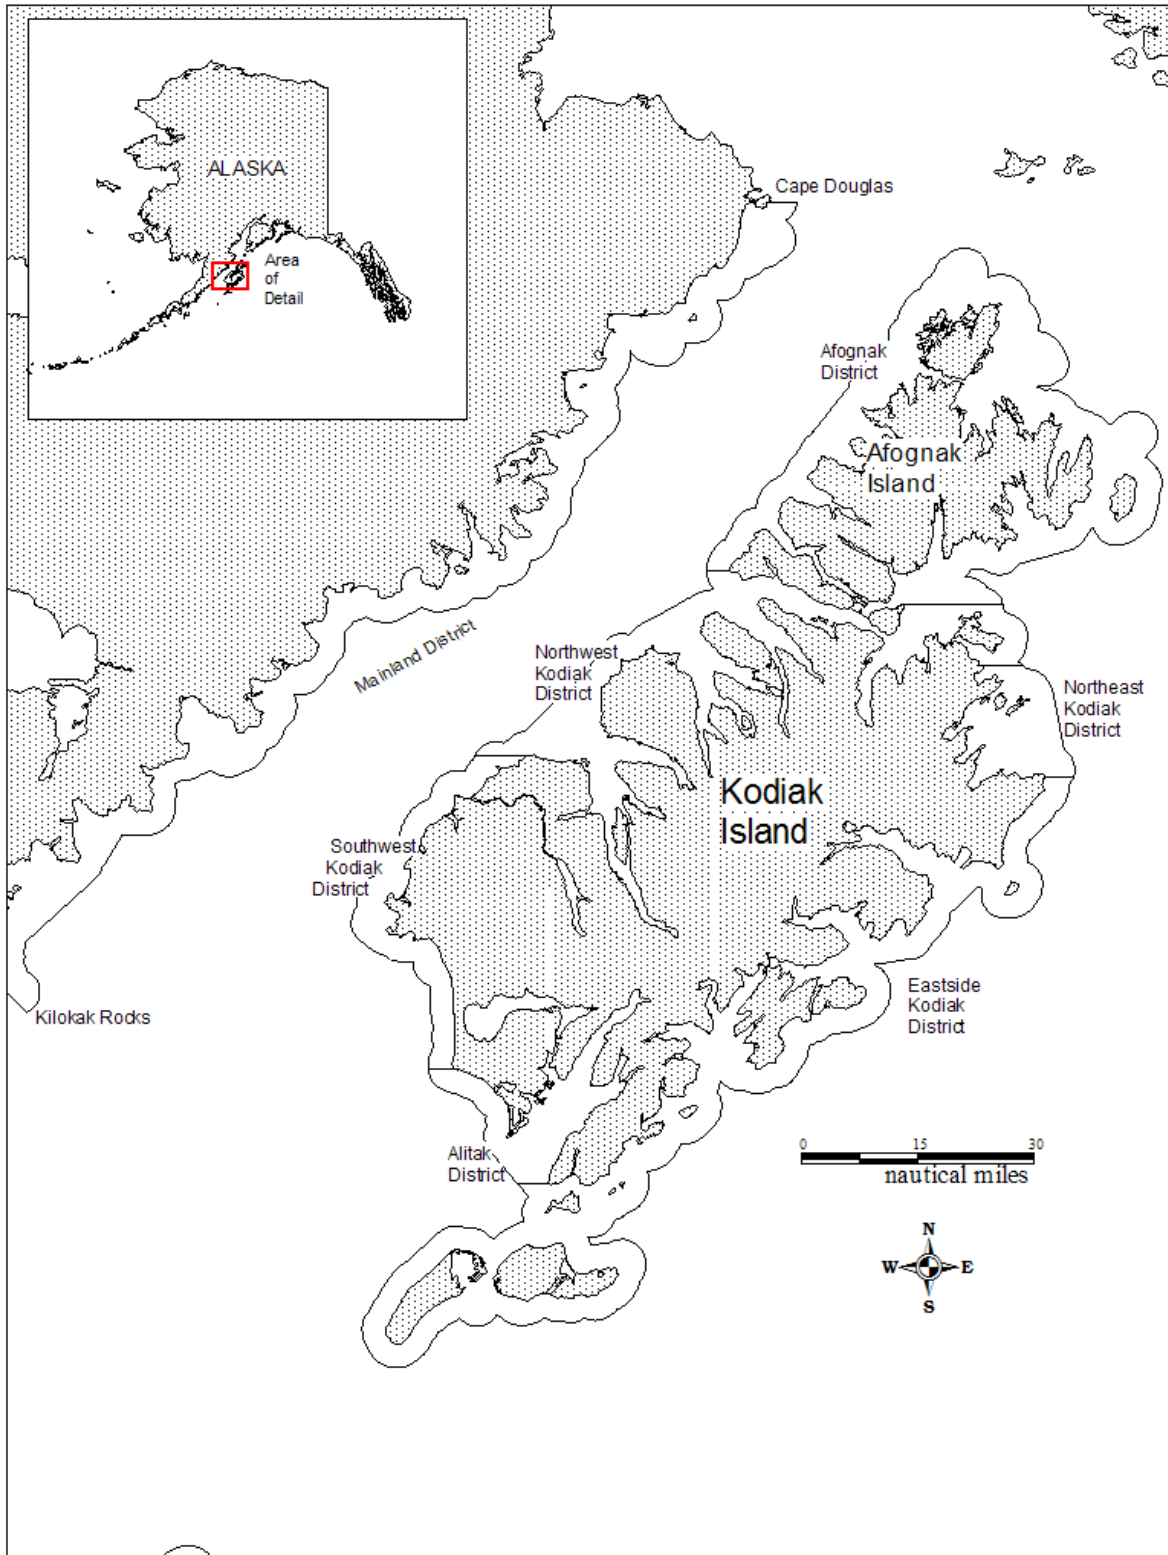 ALASKA
Area
of
Detail
Cape Douglas
Afognak
District
Afognak
Island
Mainland District
Northwest
Kodiak
District
Northeast
Kodiak
District
Kodiak
Island
Southwest
Kodiak
District
Eastside
Kodiak
District
Kilokak Rocks
Alitak
District
0 15 30
nautical miles
N
W E
S